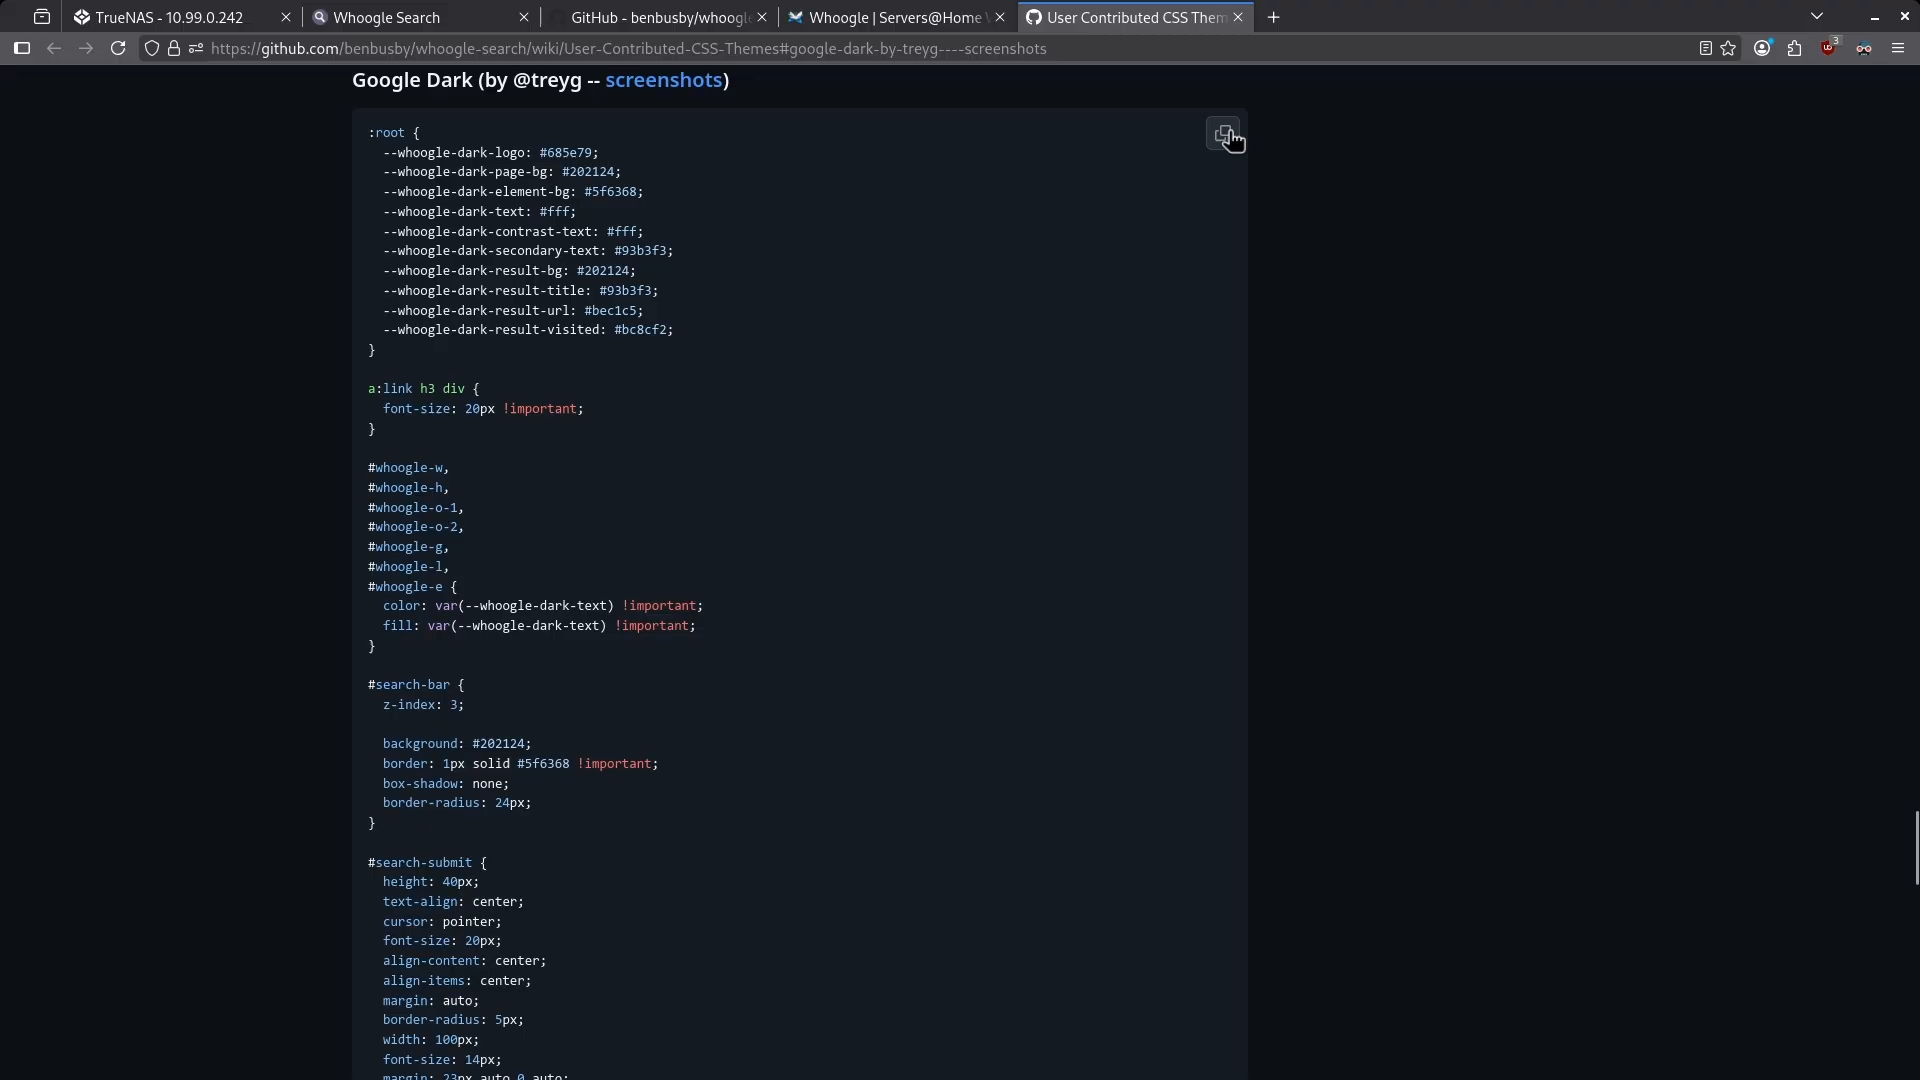 TrueNAS - 10.99.0.242
Whoogle Search
GitHub - benbusby/whoogle
Whoogle | Servers@Home
User Contributed CSS Them
https://github.com/benbusby/whoogle-search/wiki/User-Contributed-CSS-Themes#google-dark-by-treyg----screenshots
3
Google Dark (by @treyg -- screenshots)
:root {
  --whoogle-dark-logo: #685e79;
  --whoogle-dark-page-bg: #202124;
  --whoogle-dark-element-bg: #5f6368;
  --whoogle-dark-text: #fff;
  --whoogle-dark-contrast-text: #fff;
  --whoogle-dark-secondary-text: #93b3f3;
  --whoogle-dark-result-bg: #202124;
  --whoogle-dark-result-title: #93b3f3;
  --whoogle-dark-result-url: #bec1c5;
  --whoogle-dark-result-visited: #bc8cf2;
}
a:link h3 div {
  font-size: 20px !important;
}
#whoogle-w,
#whoogle-h,
#whoogle-o-1,
#whoogle-o-2,
#whoogle-g,
#whoogle-l,
#whoogle-e {
  color: var(--whoogle-dark-text) !important;
  fill: var(--whoogle-dark-text) !important;
}
#search-bar {
  z-index: 3;
  background: #202124;
  border: 1px solid #5f6368 !important;
  box-shadow: none;
  border-radius: 24px;
}
#search-submit {
  height: 40px;
  text-align: center;
  cursor: pointer;
  font-size: 20px;
  align-content: center;
  align-items: center;
  margin: auto;
  border-radius: 5px;
  width: 100px;
  font-size: 14px;
  margin: 23px auto 0 auto;